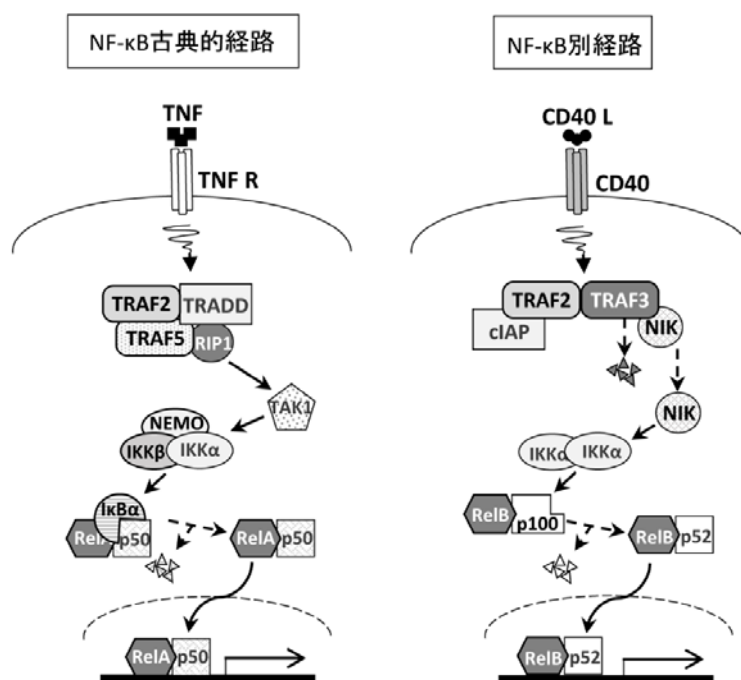 NF-κB古典的経路
TNF
TNF R
TRAF2
TRADD
TRAF5
RIP1
TAK1
NEMO
IKKβ
IKKα
IκBα
RelA
p50
RelA
p50
RelA
p50
NF-κB別経路
CD40 L
CD40
TRAF2
TRAF3
cIAP
NIK
NIK
IKKα
IKKα
RelB
p100
RelB
p52
RelB
p52